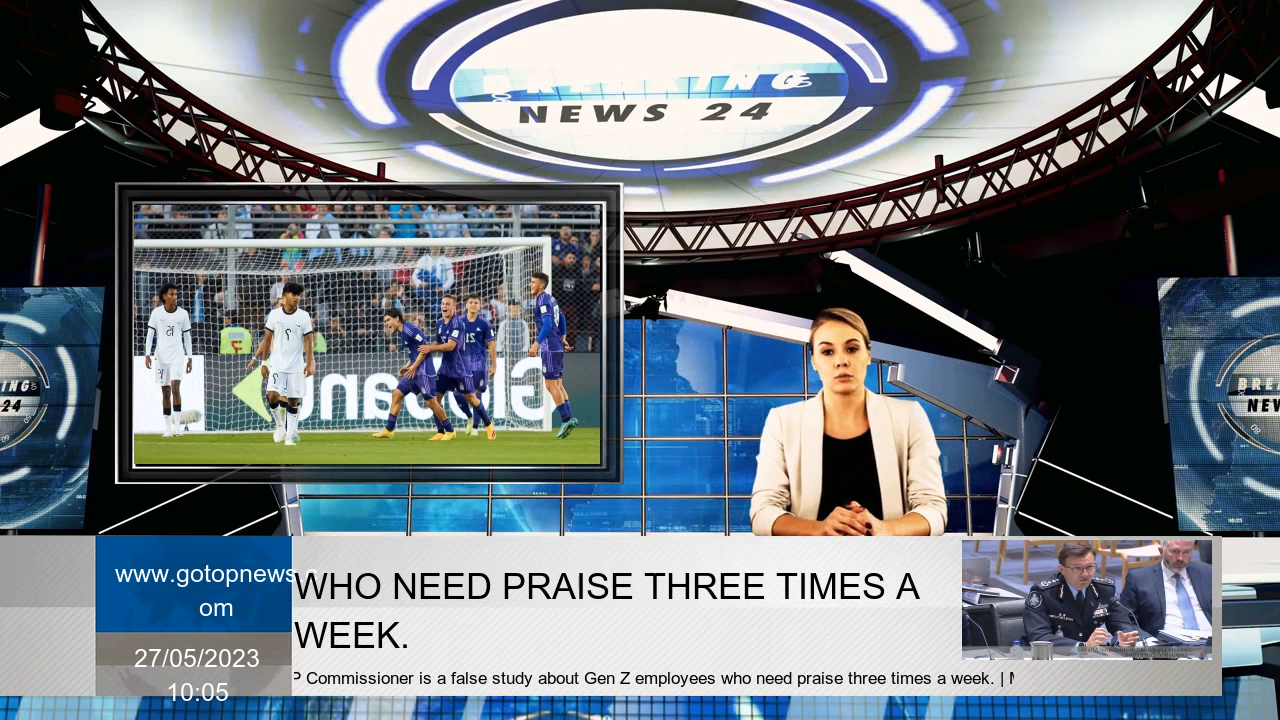 BREAKING
NEWS 24
www.gotopnews.c
om
27/05/2023
10:05
WHO NEED PRAISE THREE TIMES A
WEEK.
P Commissioner is a false study about Gen Z employees who need praise three times a week. | M